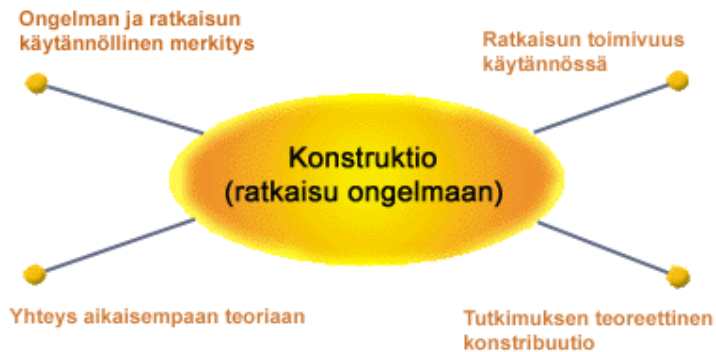 Ongelman ja ratkaisun
käytännöllinen merkitys
Ratkaisun toimivuus
käytännössä
Konstruktio
(ratkaisu ongelmaan)
Yhteys aikaisempaan teoriaan
Tutkimuksen teoreettinen
konstribuutio